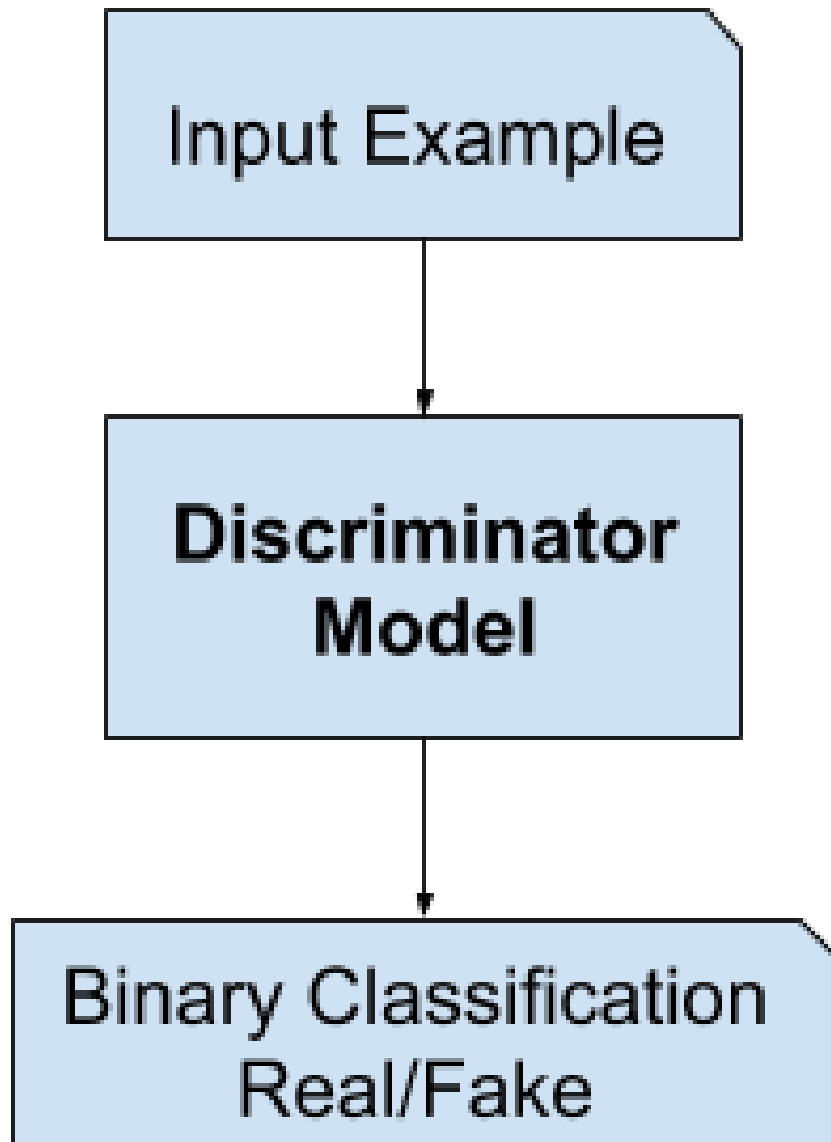 Input Example
Discriminator
Model
Binary Classification
Real/Fake